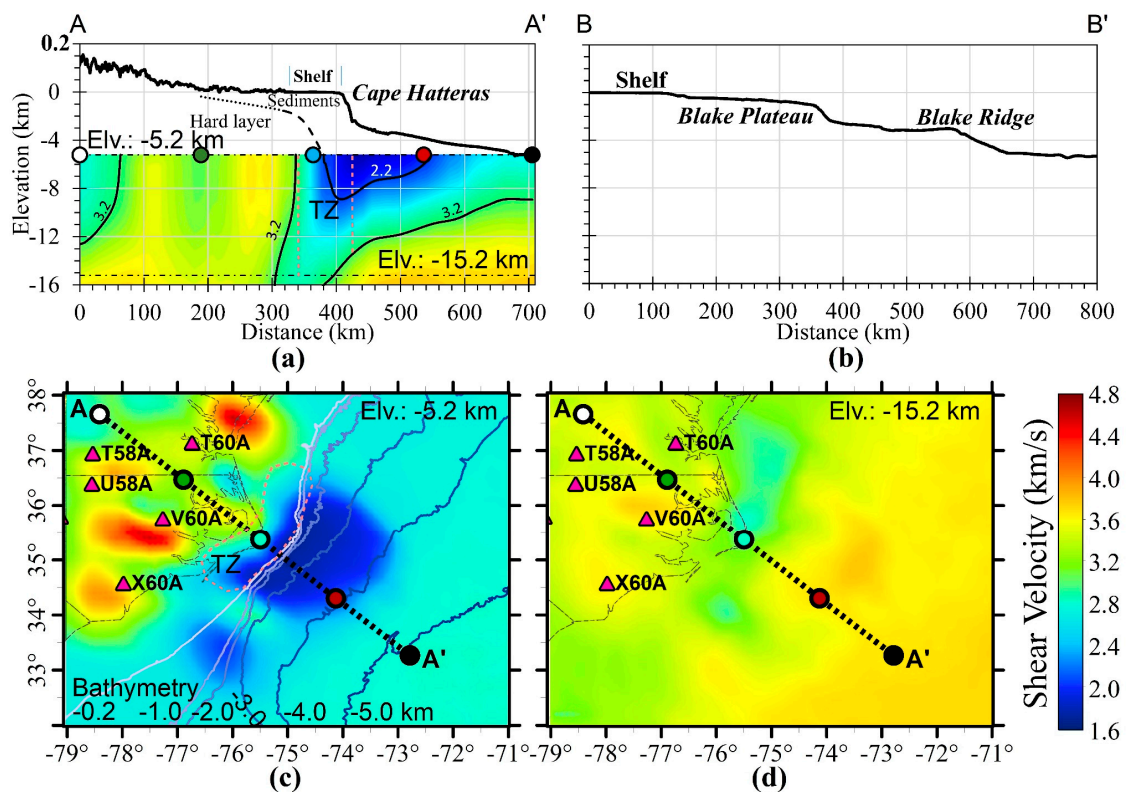 A A'
0.2
0
-4
-8
-12
-16
Elevation (km)
Shelf
Cape Hatteras
Sediments
Hard layer
Elv.: -5.2 km
2.2
3.2
3.2
3.2
TZ
Elv.: -15.2 km
0 100 200 300 400 500 600 700
Distance (km)
(a)
B B'
Shelf
Blake Plateau
Blake Ridge
0 100 200 300 400 500 600 700 800
Distance (km)
(b)
38°
37°
36°
35°
34°
33°
A
Elv.: -5.2 km
T60A
T58A
U58A
V60A
TZ
X60A
A'
Bathymetry
-0.2 -1.0 -2.0 -3.0 -4.0 -5.0 km
-79 -78° -77° -76° -75° -74° -73° -72° -71°
(c)
A
Elv.: -15.2 km
T60A
T58A
U58A
V60A
X60A
A'
-79° -78° -77° -76° -75° -74° -73° -72° -71°
(d)
Shear Velocity (km/s)
4.8
4.4
4.0
3.6
3.2
2.8
2.4
2.0
1.6